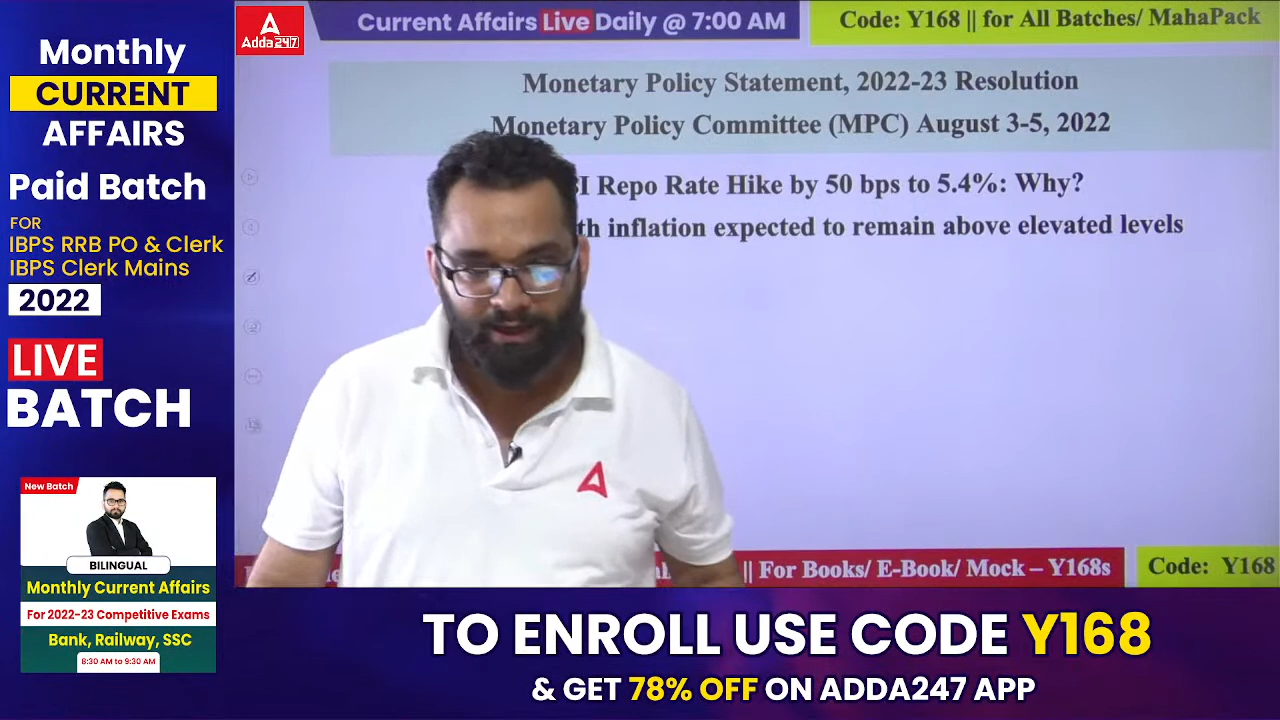 Monthly
CURRENT
AFFAIRS
Paid Batch
FOR
IBPS RRB PO & Clerk
IBPS Clerk Mains
2022
LIVE
BATCH
New Batch
BILINGUAL
Monthly Current Affairs
For 2022-23 Competitive Exams
Bank, Railway, SSC
8:30 AM to 9:30 AM
Adda247
Current Affairs Live Daily @ 7:00 AM
Code: Y168 || for All Batches/ MahaPack
Monetary Policy Statement, 2022-23 Resolution
Monetary Policy Committee (MPC) August 3-5, 2022
Repo Rate Hike by 50 bps to 5.4%: Why?
inflation expected to remain above elevated levels
|| For Books/ E-Book/ Mock – Y168s
Code: Y168
TO ENROLL USE CODE Y168
& GET 78% OFF ON ADDA247 APP